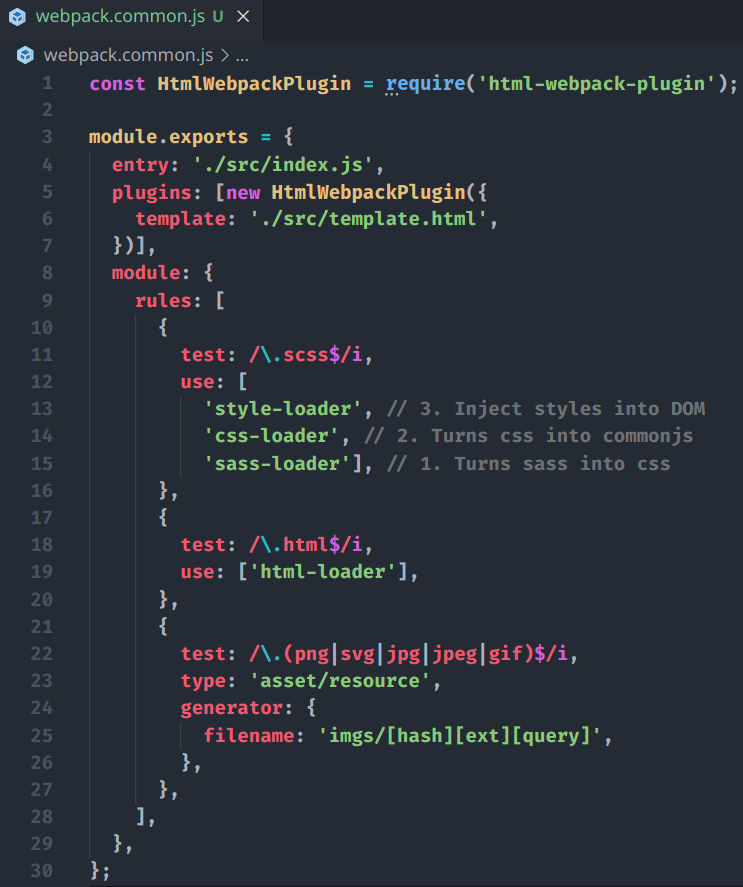 webpack.common.js U ×
webpack.common.js > ...
1 const HtmlWebpackPlugin = require('html-webpack-plugin');
2
3 module.exports = {
4   entry: './src/index.js',
5   plugins: [new HtmlWebpackPlugin({
6     template: './src/template.html',
7   })],
8   module: {
9     rules: [
10       {
11         test: /\.scss$/i,
12         use: [
13           'style-loader', // 3. Inject styles into DOM
14           'css-loader', // 2. Turns css into commonjs
15           'sass-loader'], // 1. Turns sass into css
16       },
17       {
18         test: /\.html$/i,
19         use: ['html-loader'],
20       },
21       {
22         test: /\.(png|svg|jpg|jpeg|gif)$/i,
23         type: 'asset/resource',
24         generator: {
25           filename: 'imgs/[hash][ext][query]',
26         },
27       },
28     ],
29   },
30 };